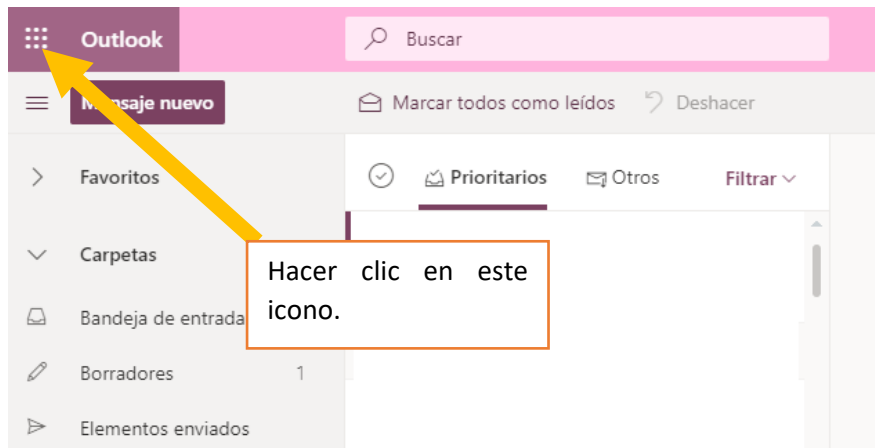 Outlook
Buscar
Mensaje nuevo
Marcar todos como leídos
Deshacer
Favoritos
Prioritarios
Otros
Filtrar
Carpetas
Hacer clic en este
icono.
Bandeja de entrada
Borradores 1
Elementos enviados